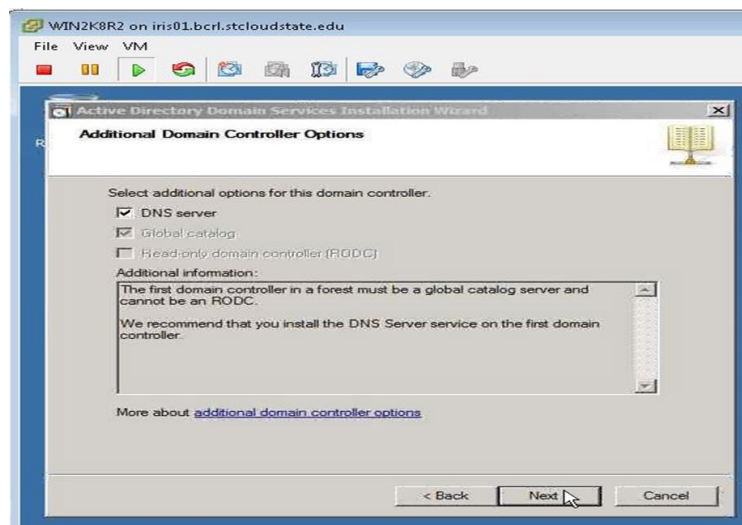 WIN2K8R2 on iris01.bcrl.stcloudstate.edu
File View VM
Active Directory Domain Services Installation Wizard
Additional Domain Controller Options
R
Select additional options for this domain controller.
DNS server
Global catalog
Read-only domain controller (RODC)
Additional information:
The first domain controller in a forest must be a global catalog server and
cannot be an RODC.
We recommend that you install the DNS Server service on the first domain
controller.
More about additional domain controller options
< Back Next Cancel